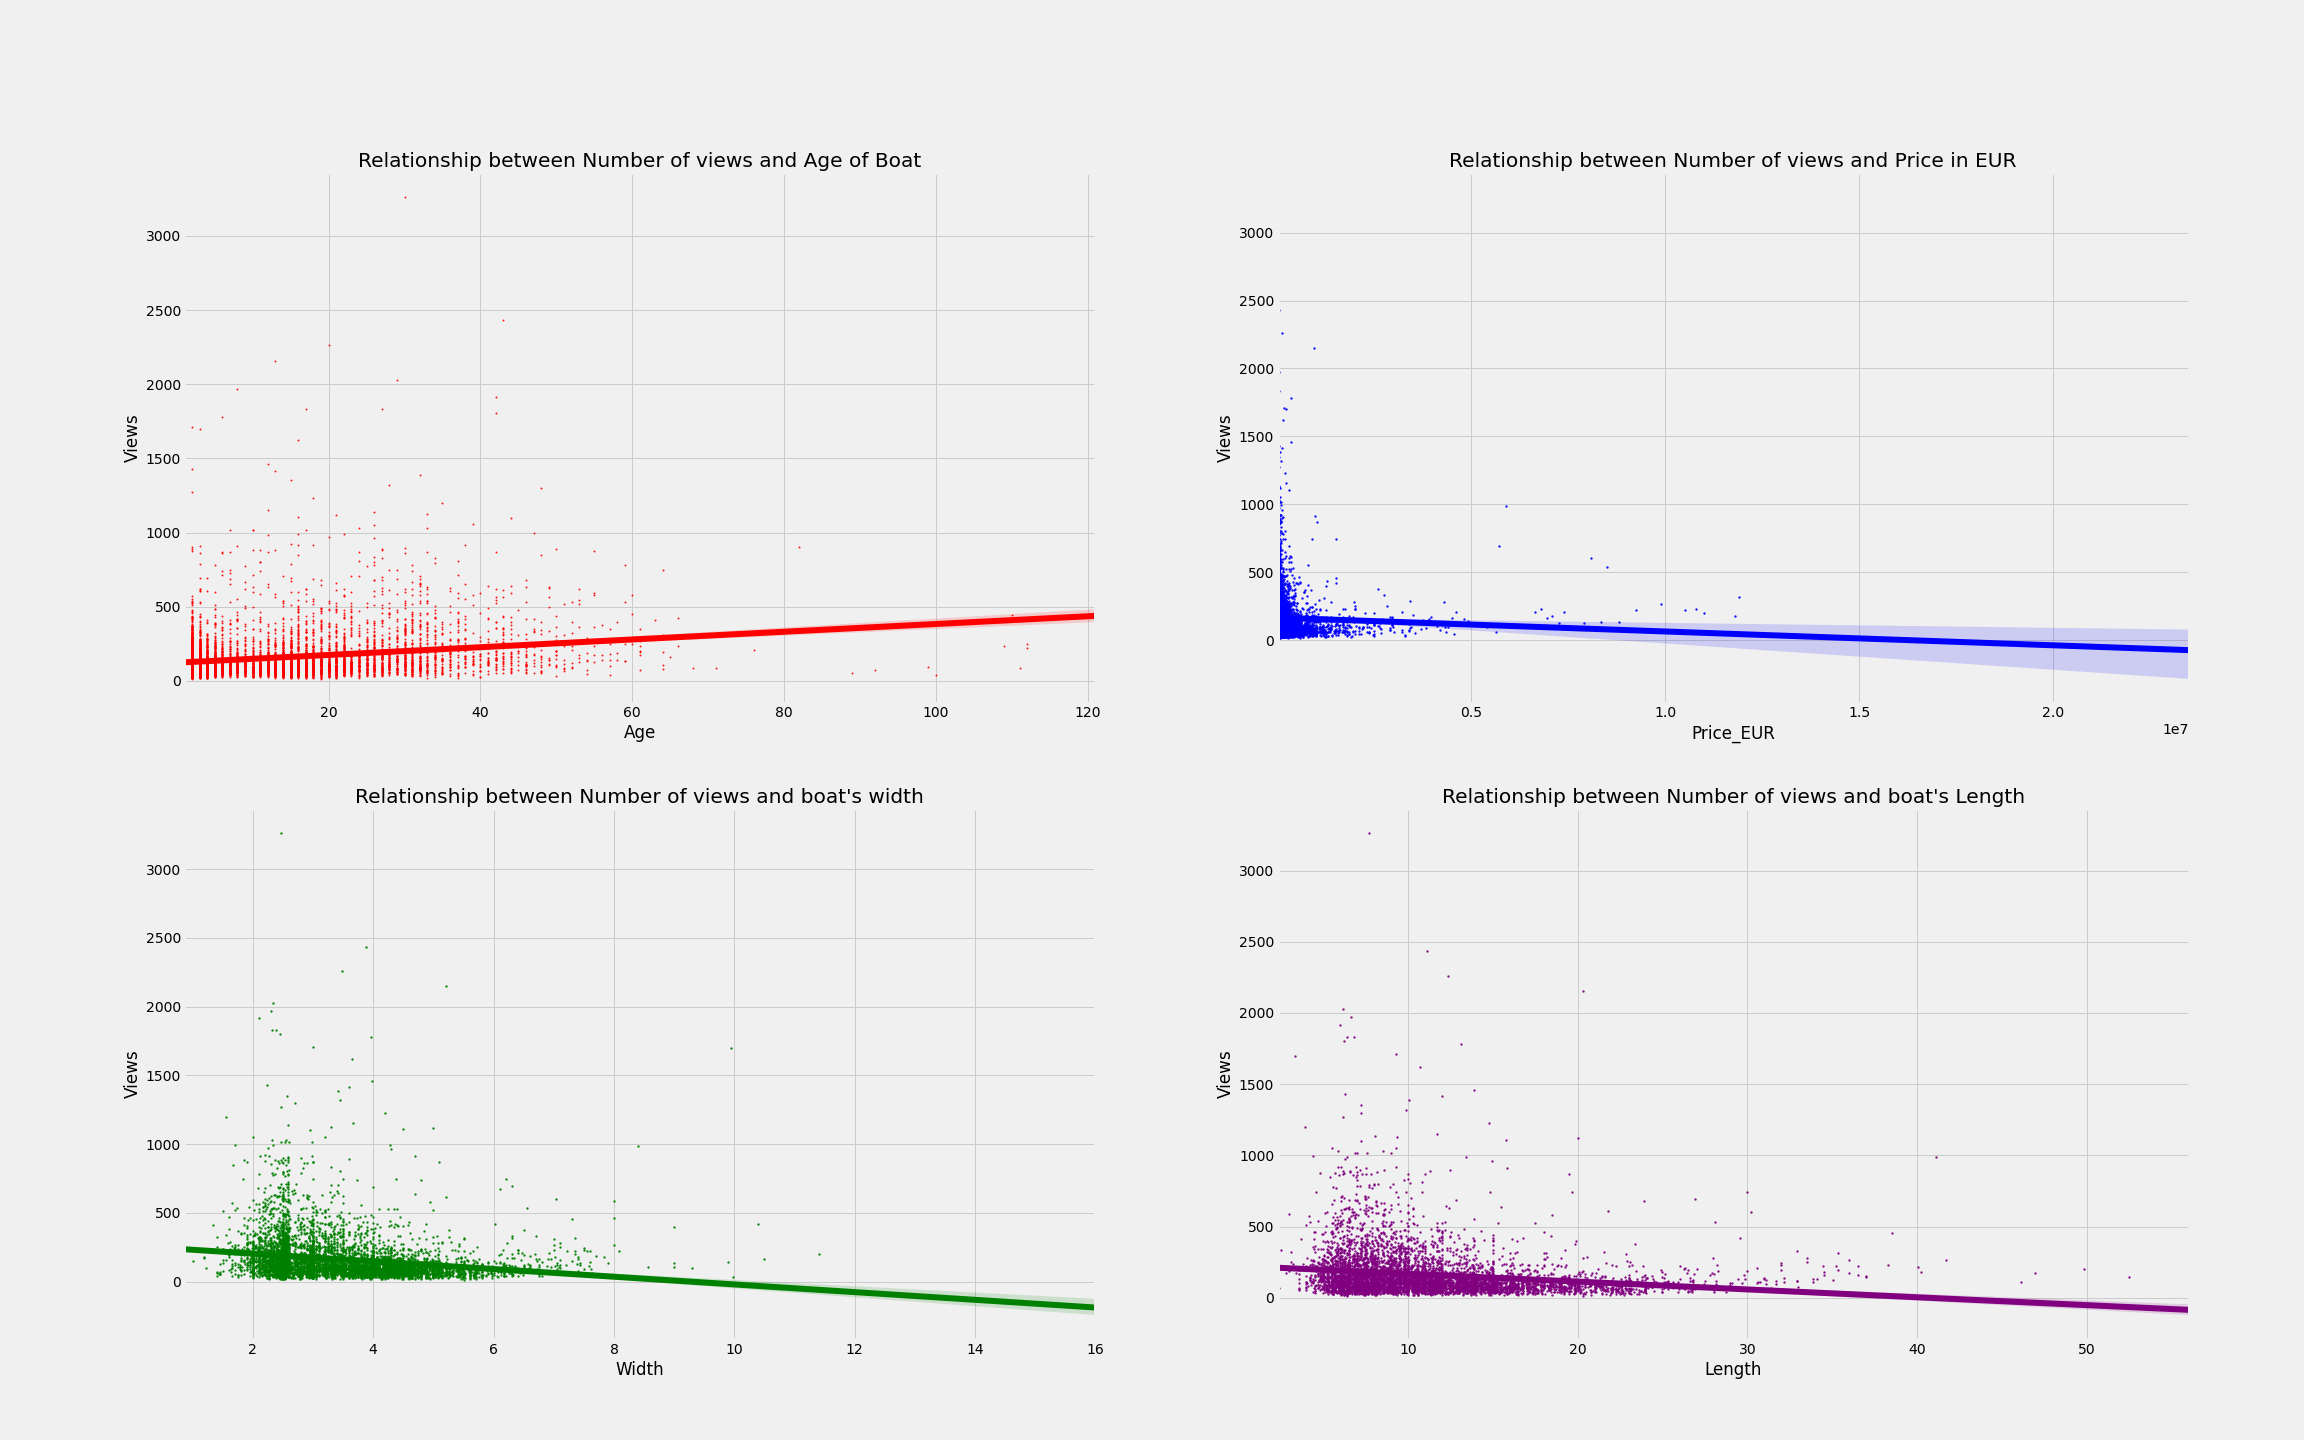 Relationship between Number of views and Age of Boat
3000
2500
2000
1500
1000
500
0
Views
20 40 60 80 100 120
Age
Relationship between Number of views and Price in EUR
3000
2500
2000
1500
1000
500
0
Views
0.5 1.0 1.5 2.0
1e7
Price_EUR
Relationship between Number of views and boat's width
3000
2500
2000
1500
1000
500
0
Views
2 4 6 8 10 12 14 16
Width
Relationship between Number of views and boat's Length
3000
2500
2000
1500
1000
500
0
Views
10 20 30 40 50
Length